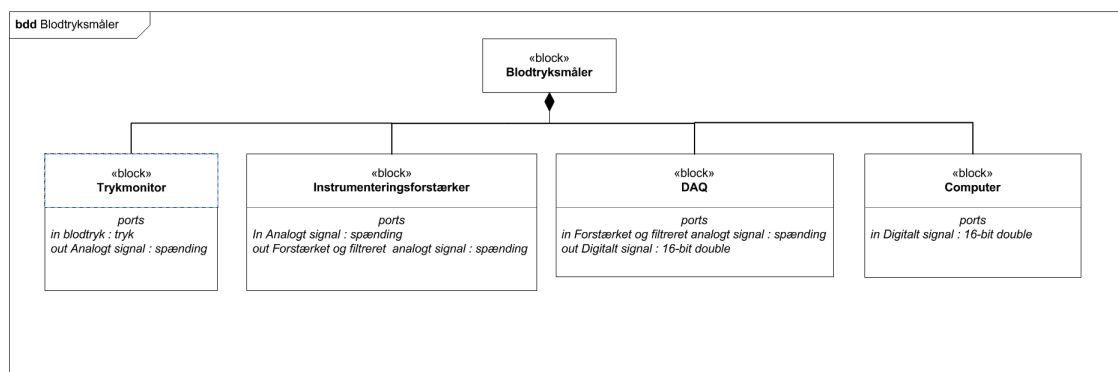 bdd Blodtryksmåler
«block»
Blodtryksmåler
«block»
Trykmonitor
ports
in blodtryk : tryk
out Analogt signal : spænding
«block»
Instrumenteringsforstærker
ports
In Analogt signal : spænding
out Forstærket og filtreret analogt signal : spænding
«block»
DAQ
ports
in Forstærket og filtreret analogt signal : spænding
out Digitalt signal : 16-bit double
«block»
Computer
ports
in Digitalt signal : 16-bit double